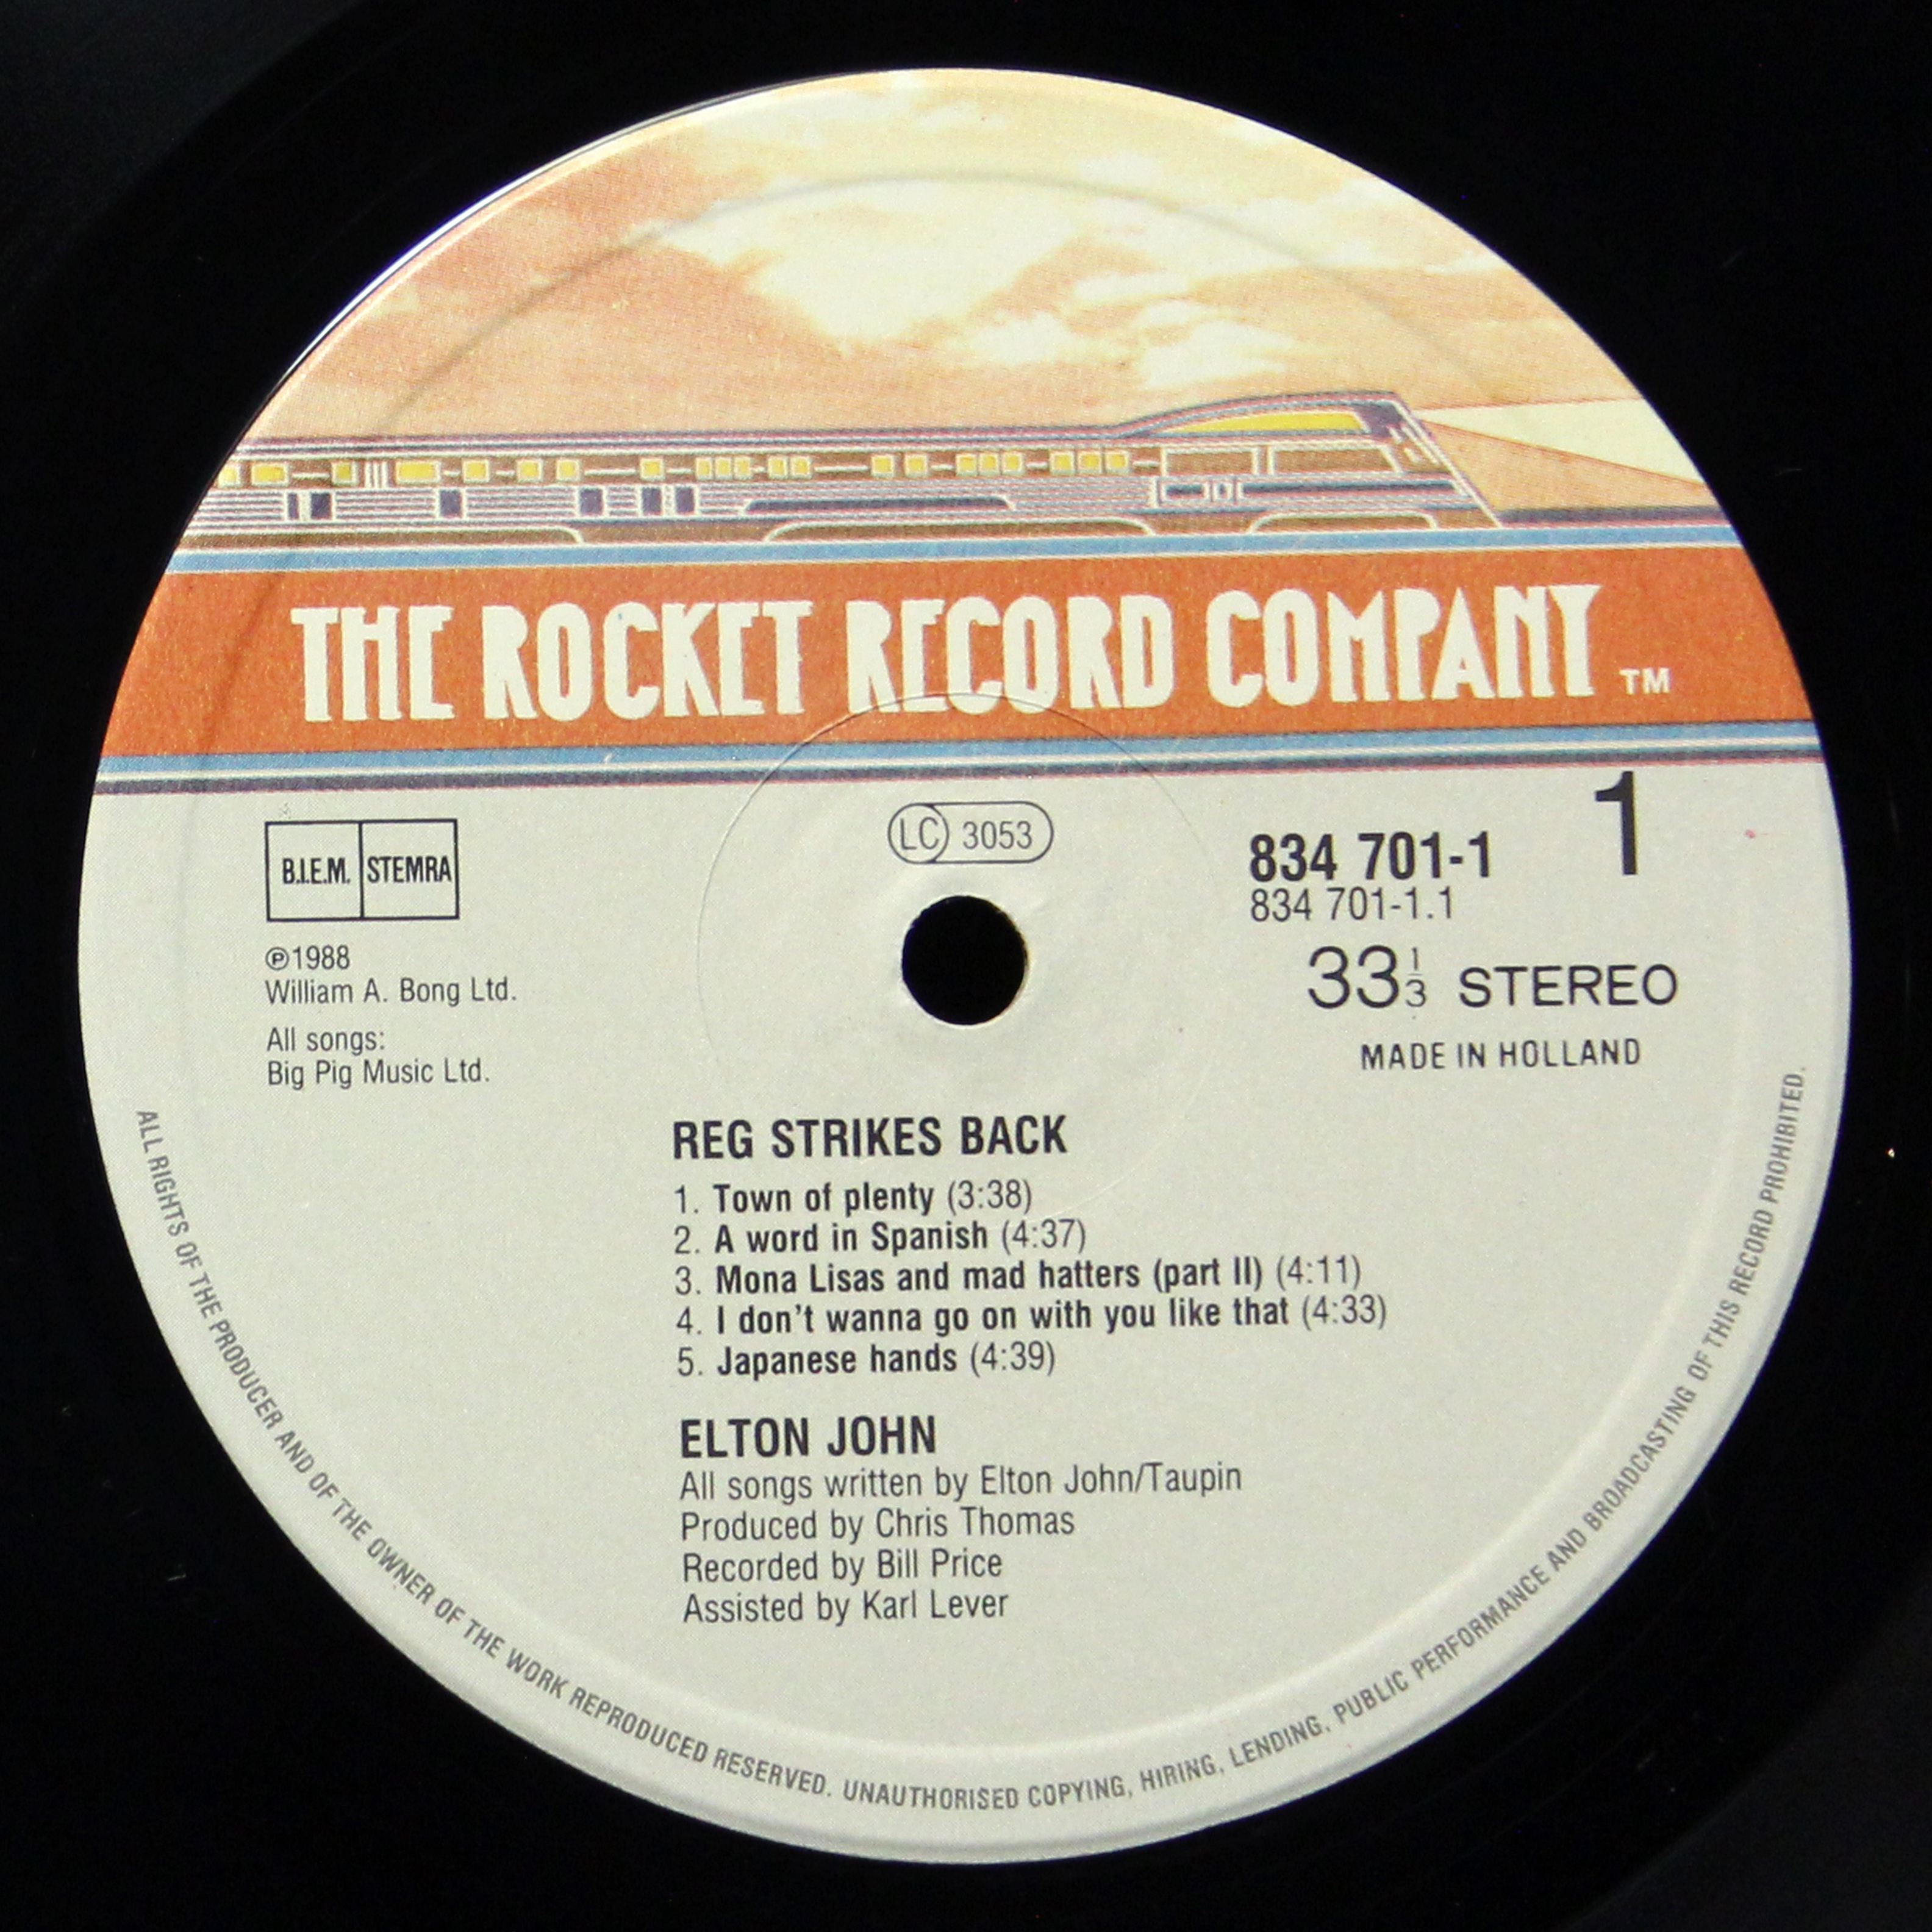 THE ROCKET RECORD COMPANY TM
B.I.E.M. STEMRA
LC 3053
834 701-1
1
834 701-1.1
℗1988
William A. Bong Ltd.
33 1/3 STEREO
All songs:
Big Pig Music Ltd.
MADE IN HOLLAND
REG STRIKES BACK
1. Town of plenty (3:38)
2. A word in Spanish (4:37)
3. Mona Lisas and mad hatters (part II) (4:11)
4. I don't wanna go on with you like that (4:33)
5. Japanese hands (4:39)
ELTON JOHN
All songs written by Elton John/Taupin
Produced by Chris Thomas
Recorded by Bill Price
Assisted by Karl Lever
ALL RIGHTS OF THE PRODUCER AND OF THE OWNER OF THE WORK REPRODUCED RESERVED. UNAUTHORISED COPYING, HIRING, LENDING, PUBLIC PERFORMANCE AND BROADCASTING OF THIS RECORD PROHIBITED.